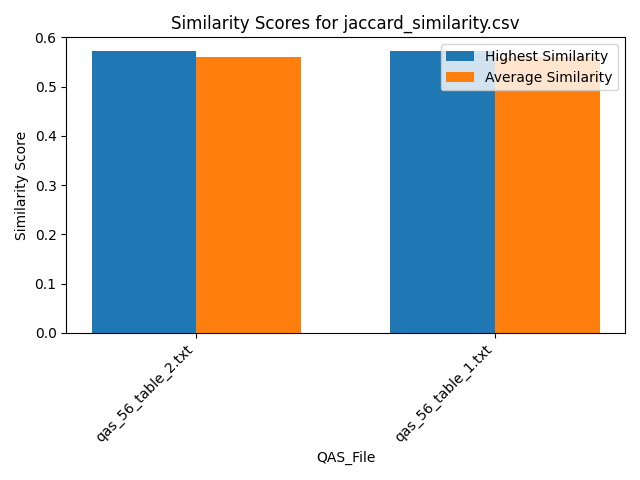 Similarity Scores for jaccard_similarity.csv
Highest Similarity
Average Similarity
Similarity Score
0.6
0.5
0.4
0.3
0.2
0.1
0.0
qas_56_table_2.txt
qas_56_table_1.txt
QAS_File